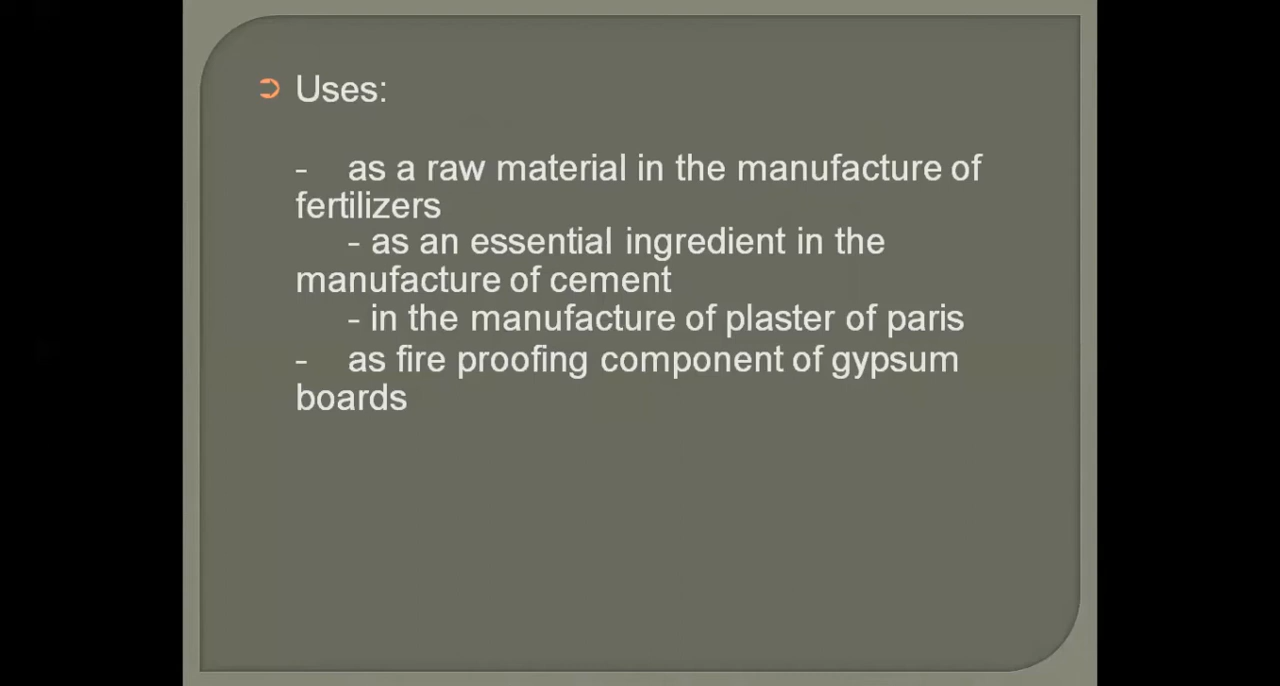 Uses:
- as a raw material in the manufacture of
fertilizers
- as an essential ingredient in the
manufacture of cement
- in the manufacture of plaster of paris
- as fire proofing component of gypsum
boards